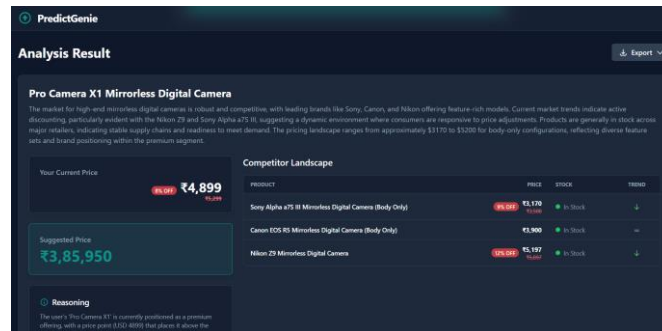 PredictGenie
Analysis Result
Export
Pro Camera X1 Mirrorless Digital Camera
The market for high-end mirrorless digital cameras is robust and competitive, with leading brands like Sony, Canon, and Nikon offering feature-rich models. Current market trends indicate active
discounting, particularly evident with the Nikon Z9 and Sony Alpha a7S III, suggesting a dynamic environment where consumers are responsive to price adjustments. Products are generally in stock across
major retailers, indicating stable supply chains and readiness to meet demand. The pricing landscape ranges from approximately $3170 to $5200 for body-only configurations, reflecting diverse feature
sets and brand positioning within the premium segment.
Your Current Price
8% OFF ₹4,899
₹5,299
Suggested Price
₹3,85,950
Reasoning
The user's 'Pro Camera X1' is currently positioned as a premium
offering, with a price point (USD 4899) that places it above the
Competitor Landscape
PRODUCT PRICE STOCK TREND
Sony Alpha a7S III Mirrorless Digital Camera (Body Only) ₹3,170 In Stock ↓
Canon EOS R5 Mirrorless Digital Camera (Body Only) ₹3,900 In Stock
Nikon Z9 Mirrorless Digital Camera 12% OFF ₹5,197 In Stock ↓